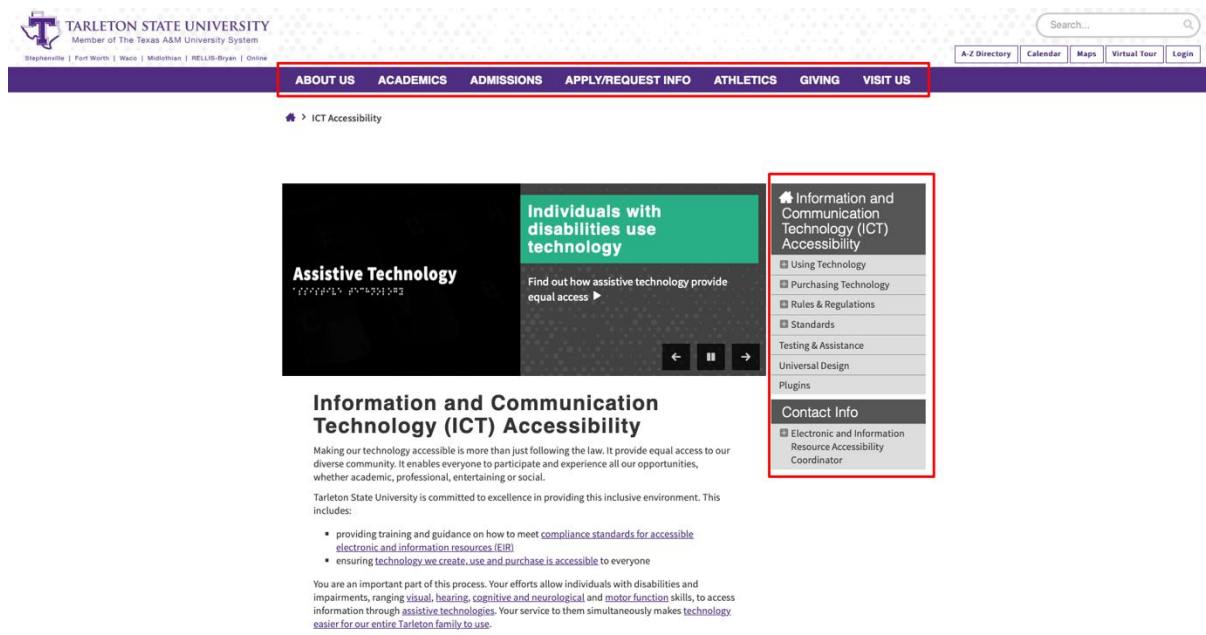 TARLETON STATE UNIVERSITY
Member of The Texas A&M University System
Stephenville | Fort Worth | Waco | Midlothian | RELLIS-Bryan | Online
Search...
A-Z Directory Calendar Maps Virtual Tour Login
ABOUT US ACADEMICS ADMISSIONS APPLY/REQUEST INFO ATHLETICS GIVING VISIT US
> ICT Accessibility
Assistive Technology
Individuals with
disabilities use
technology
Find out how assistive technology provide
equal access
Information and
Communication
Technology (ICT)
Accessibility
Using Technology
Purchasing Technology
Rules & Regulations
Standards
Testing & Assistance
Universal Design
Plugins
Contact Info
Electronic and Information
Resource Accessibility
Coordinator
Information and Communication
Technology (ICT) Accessibility
Making our technology accessible is more than just following the law. It provide equal access to our
diverse community. It enables everyone to participate and experience all our opportunities,
whether academic, professional, entertaining or social.
Tarleton State University is committed to excellence in providing this inclusive environment. This
includes:
providing training and guidance on how to meet compliance standards for accessible
electronic and information resources (EIR)
ensuring technology we create, use and purchase is accessible to everyone
You are an important part of this process. Your efforts allow individuals with disabilities and
impairments, ranging visual, hearing, cognitive and neurological and motor function skills, to access
information through assistive technologies. Your service to them simultaneously makes technology
easier for our entire Tarleton family to use.